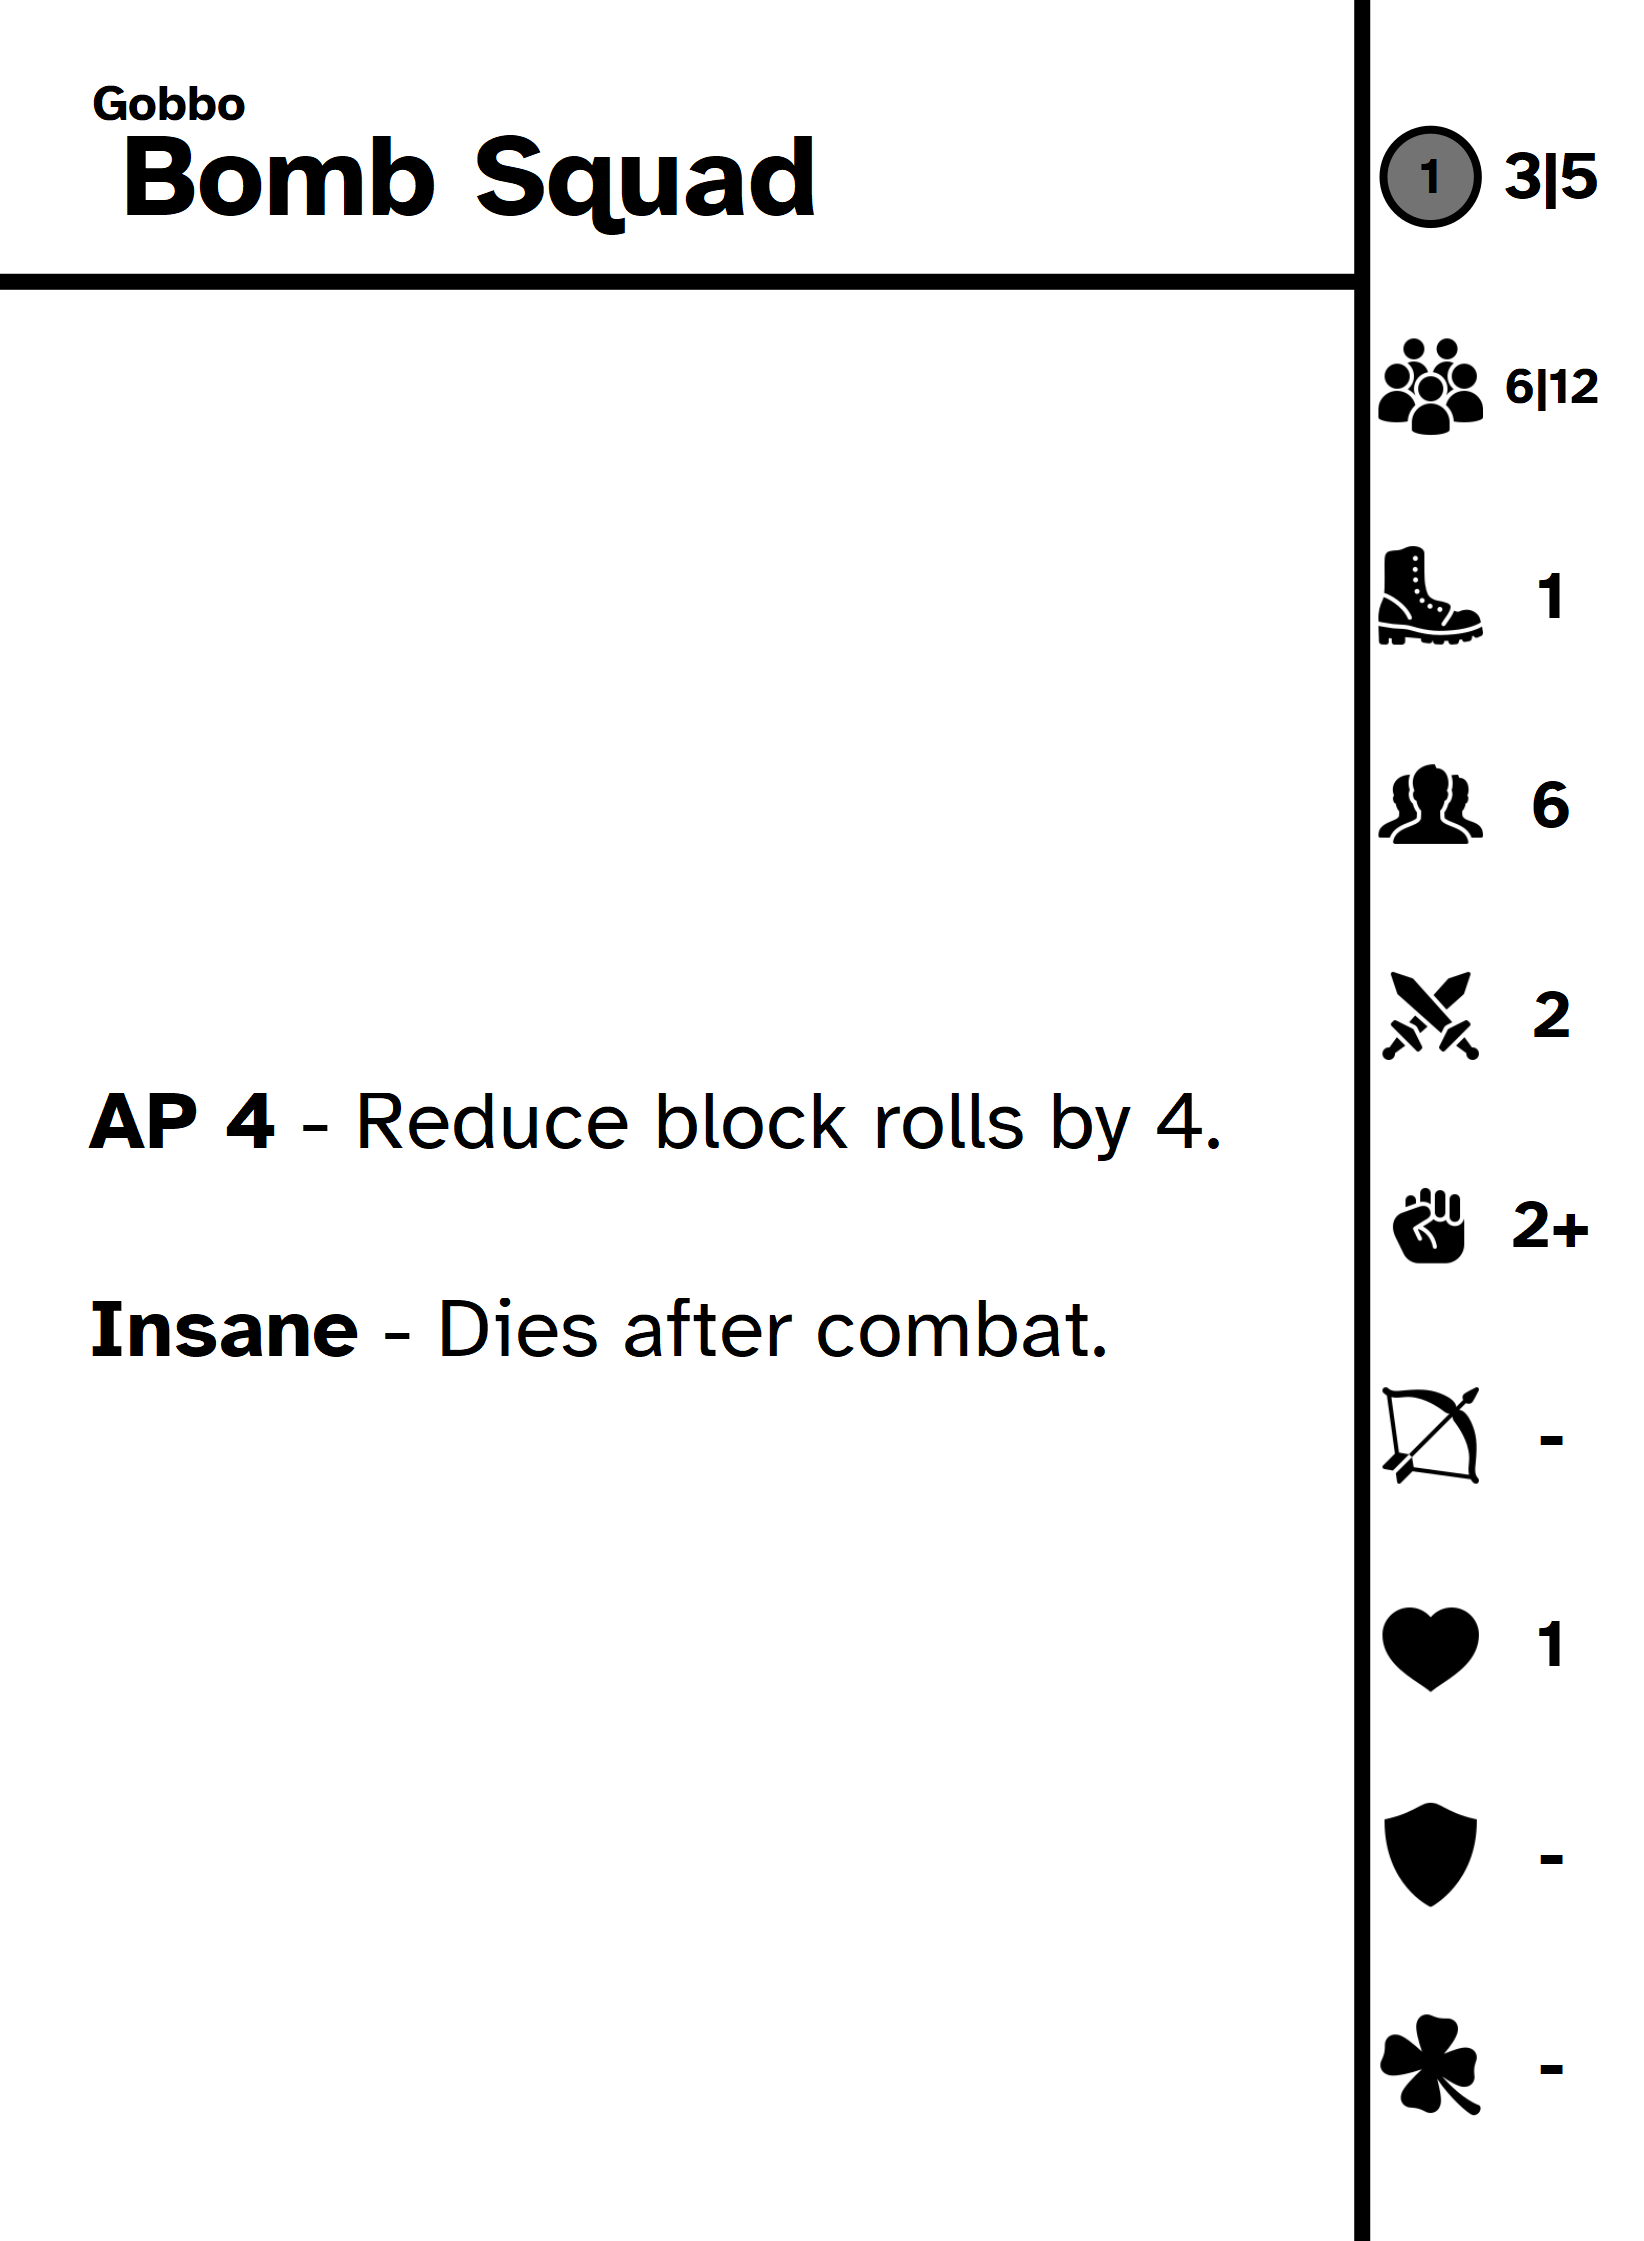 Gobbo
Bomb Squad
1 3|5
6|12
1
6
2
AP 4 - Reduce block rolls by 4.
2+
Insane - Dies after combat.
-
1
-
-